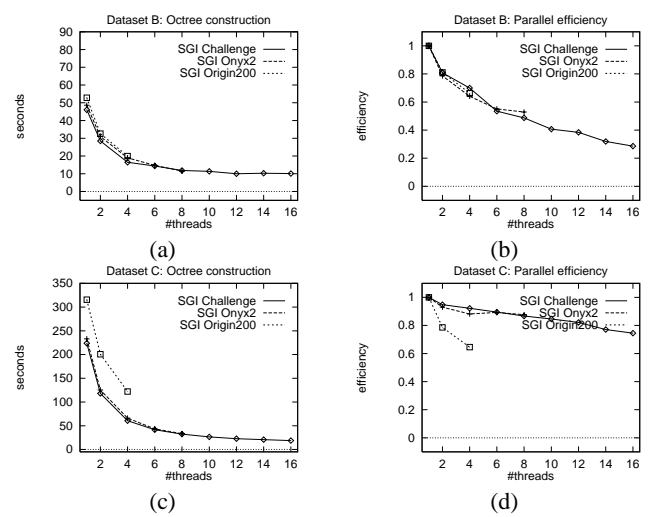 Dataset B: Octree construction
90
80
70
60
50
40
30
20
10
0
seconds
SGI Challenge
SGI Onyx2
SGI Origin200
2 4 6 8 10 12 14 16
#threads
(a)
Dataset B: Parallel efficiency
1
0.8
0.6
0.4
0.2
0
efficiency
SGI Challenge
SGI Onyx2
SGI Origin200
2 4 6 8 10 12 14 16
#threads
(b)
Dataset C: Octree construction
350
300
250
200
150
100
50
0
seconds
SGI Challenge
SGI Onyx2
SGI Origin200
2 4 6 8 10 12 14 16
#threads
(c)
Dataset C: Parallel efficiency
1
0.8
0.6
0.4
0.2
0
efficiency
SGI Challenge
SGI Onyx2
SGI Origin200
2 4 6 8 10 12 14 16
#threads
(d)